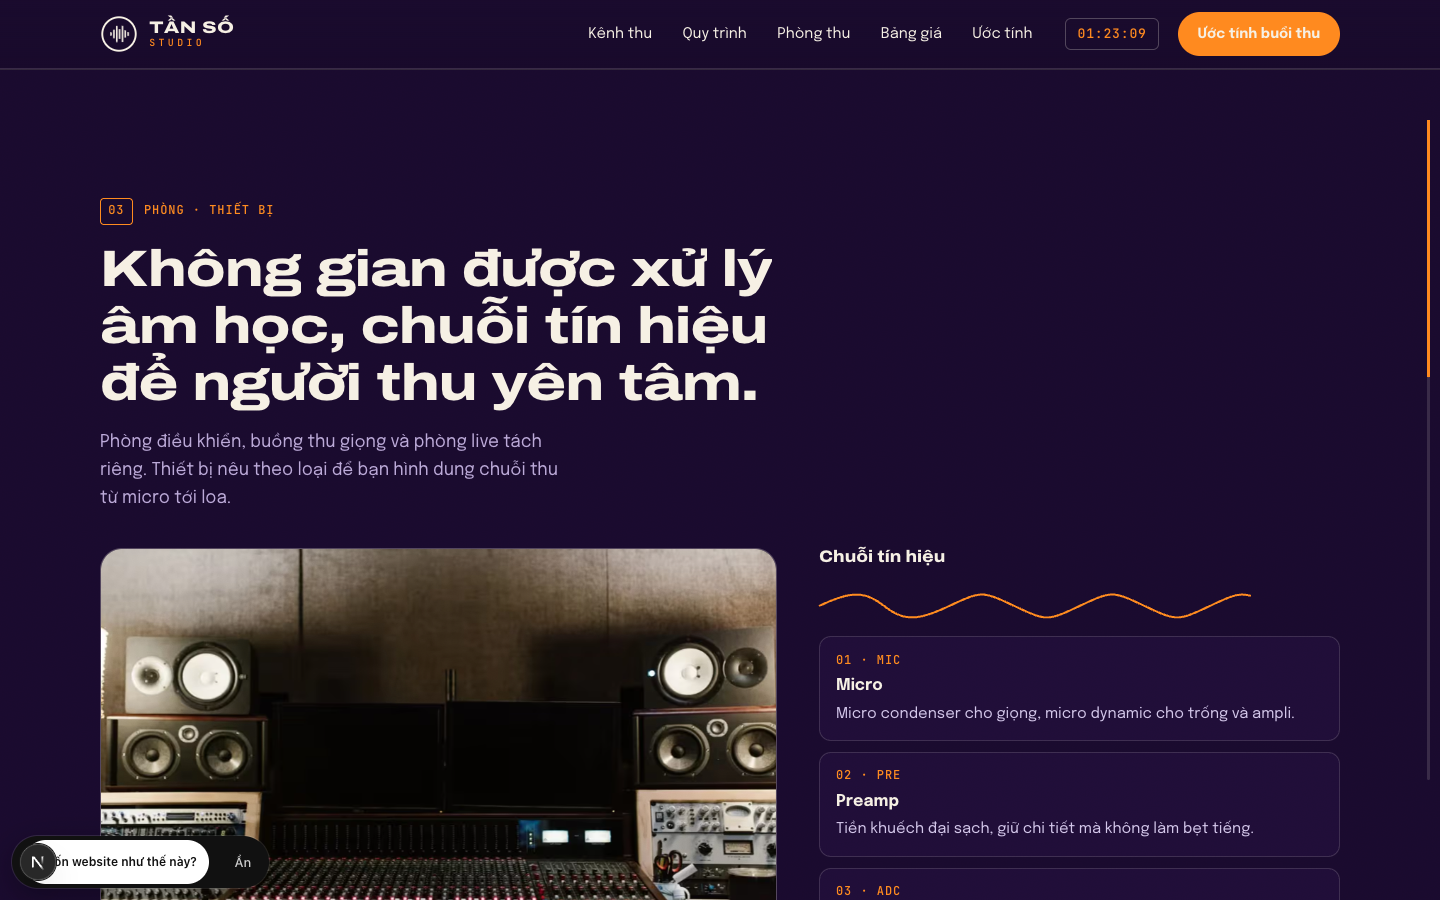 TẦN SỐ
STUDIO
Kênh thu
Quy trình
Phòng thu
Bảng giá
Ước tính
01:23:09
Ước tính buổi thu
03
PHÒNG · THIẾT BỊ
Không gian được xử lý
âm học, chuỗi tín hiệu
để người thu yên tâm.
Phòng điều khiển, buồng thu giọng và phòng live tách
riêng. Thiết bị nêu theo loại để bạn hình dung chuỗi thu
từ micro tới loa.
Chuỗi tín hiệu
01 · MIC
Micro
Micro condenser cho giọng, micro dynamic cho trống và ampli.
02 · PRE
Preamp
Tiền khuếch đại sạch, giữ chi tiết mà không làm bẹt tiếng.
03 · ADC
N
website như thế này?
Ẩn